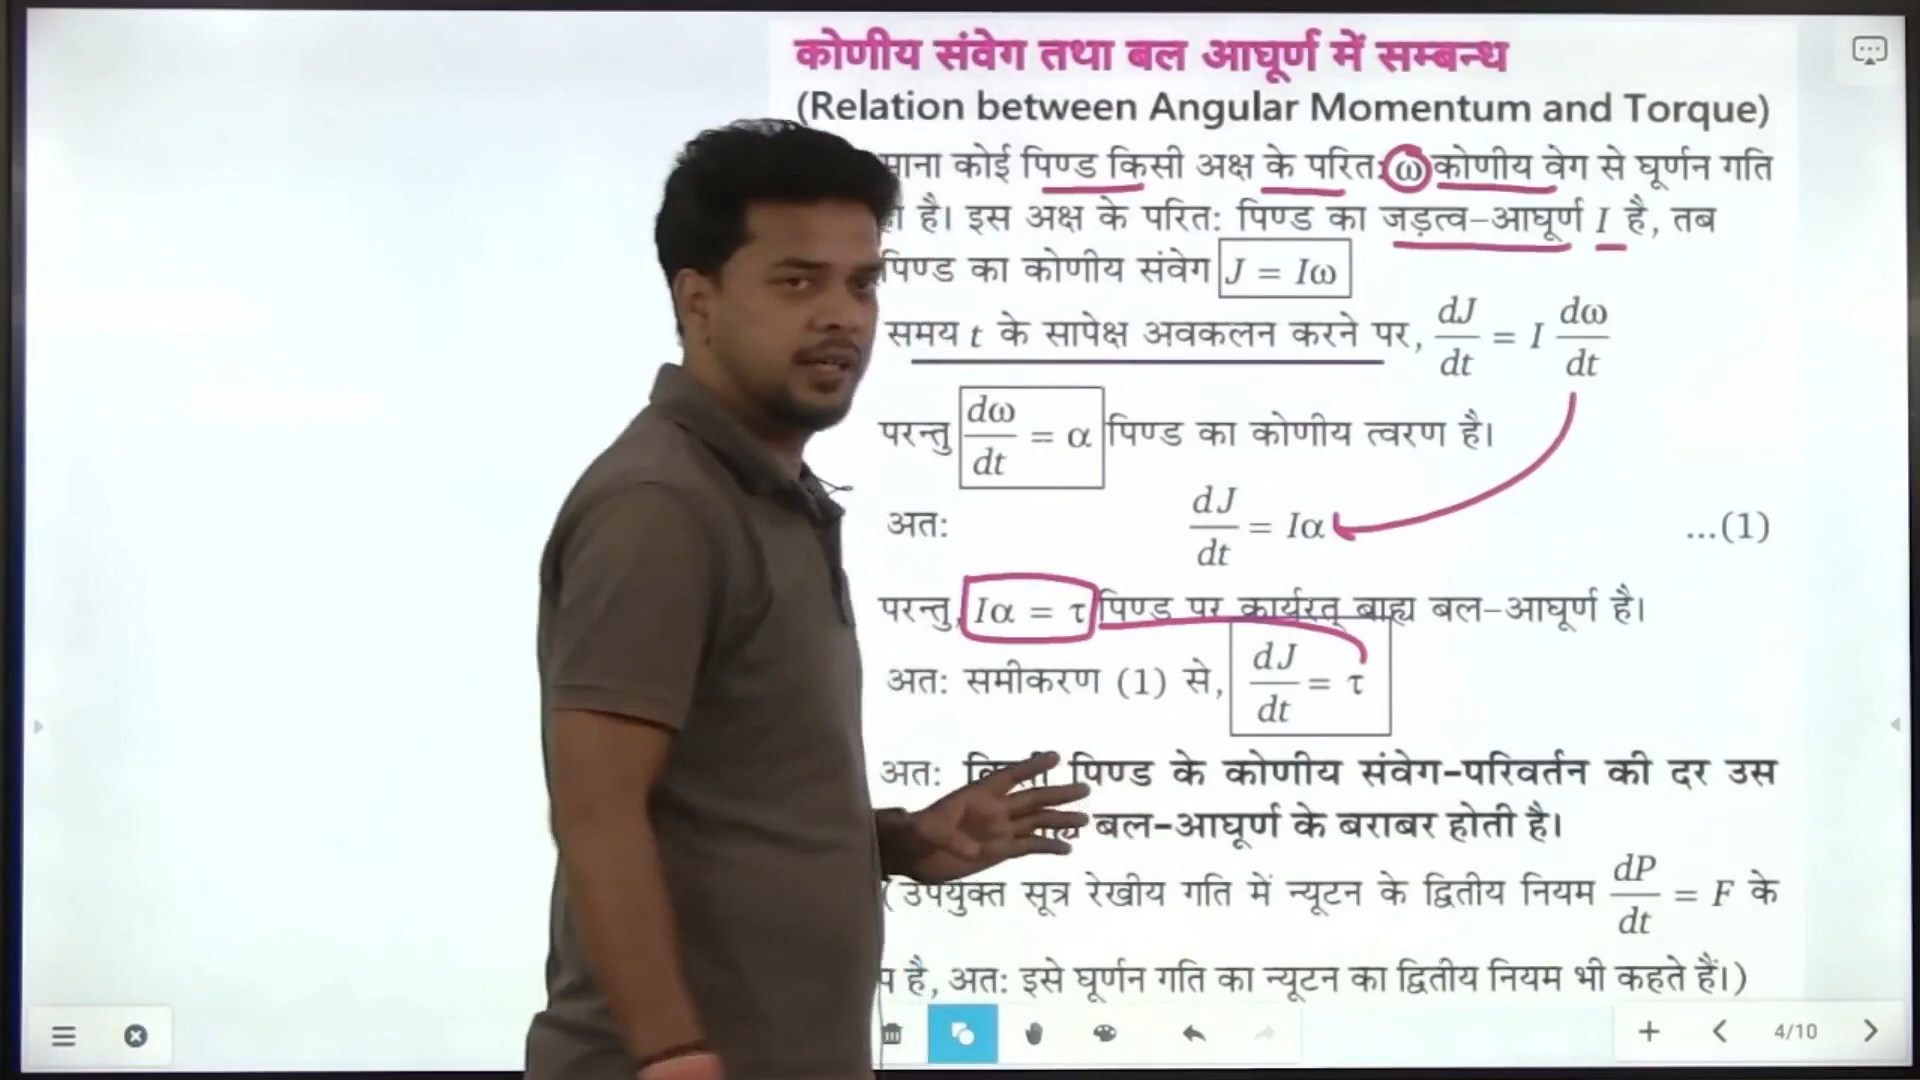 कोणीय संवेग तथा बल आघूर्ण में सम्बन्ध
(Relation between Angular Momentum and Torque)
माना कोई पिण्ड किसी अक्ष के परित: ω कोणीय वेग से घूर्णन गति
है। इस अक्ष के परित: पिण्ड का जड़त्व-आघूर्ण I है, तब
पिण्ड का कोणीय संवेग J = Iω
समय t के सापेक्ष अवकलन करने पर, dJ/dt = I dω/dt
परन्तु dω/dt = α पिण्ड का कोणीय त्वरण है।
अत: dJ/dt = Iα ...(1)
परन्तु, Iα = τ पिण्ड पर कार्यरत् बाह्य बल-आघूर्ण है।
अत: समीकरण (1) से, dJ/dt = τ
अत: पिण्ड के कोणीय संवेग-परिवर्तन की दर उस
बल-आघूर्ण के बराबर होती है।
(उपर्युक्त सूत्र रेखीय गति में न्यूटन के द्वितीय नियम dP/dt = F के
है, अत: इसे घूर्णन गति का न्यूटन का द्वितीय नियम भी कहते हैं।)
4/10